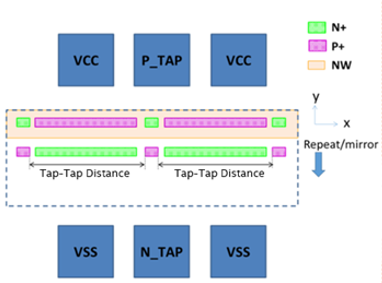 N+
P+
NW
VCC P_TAP VCC
y
x
Repeat/mirror
Tap-Tap Distance Tap-Tap Distance
VSS N_TAP VSS